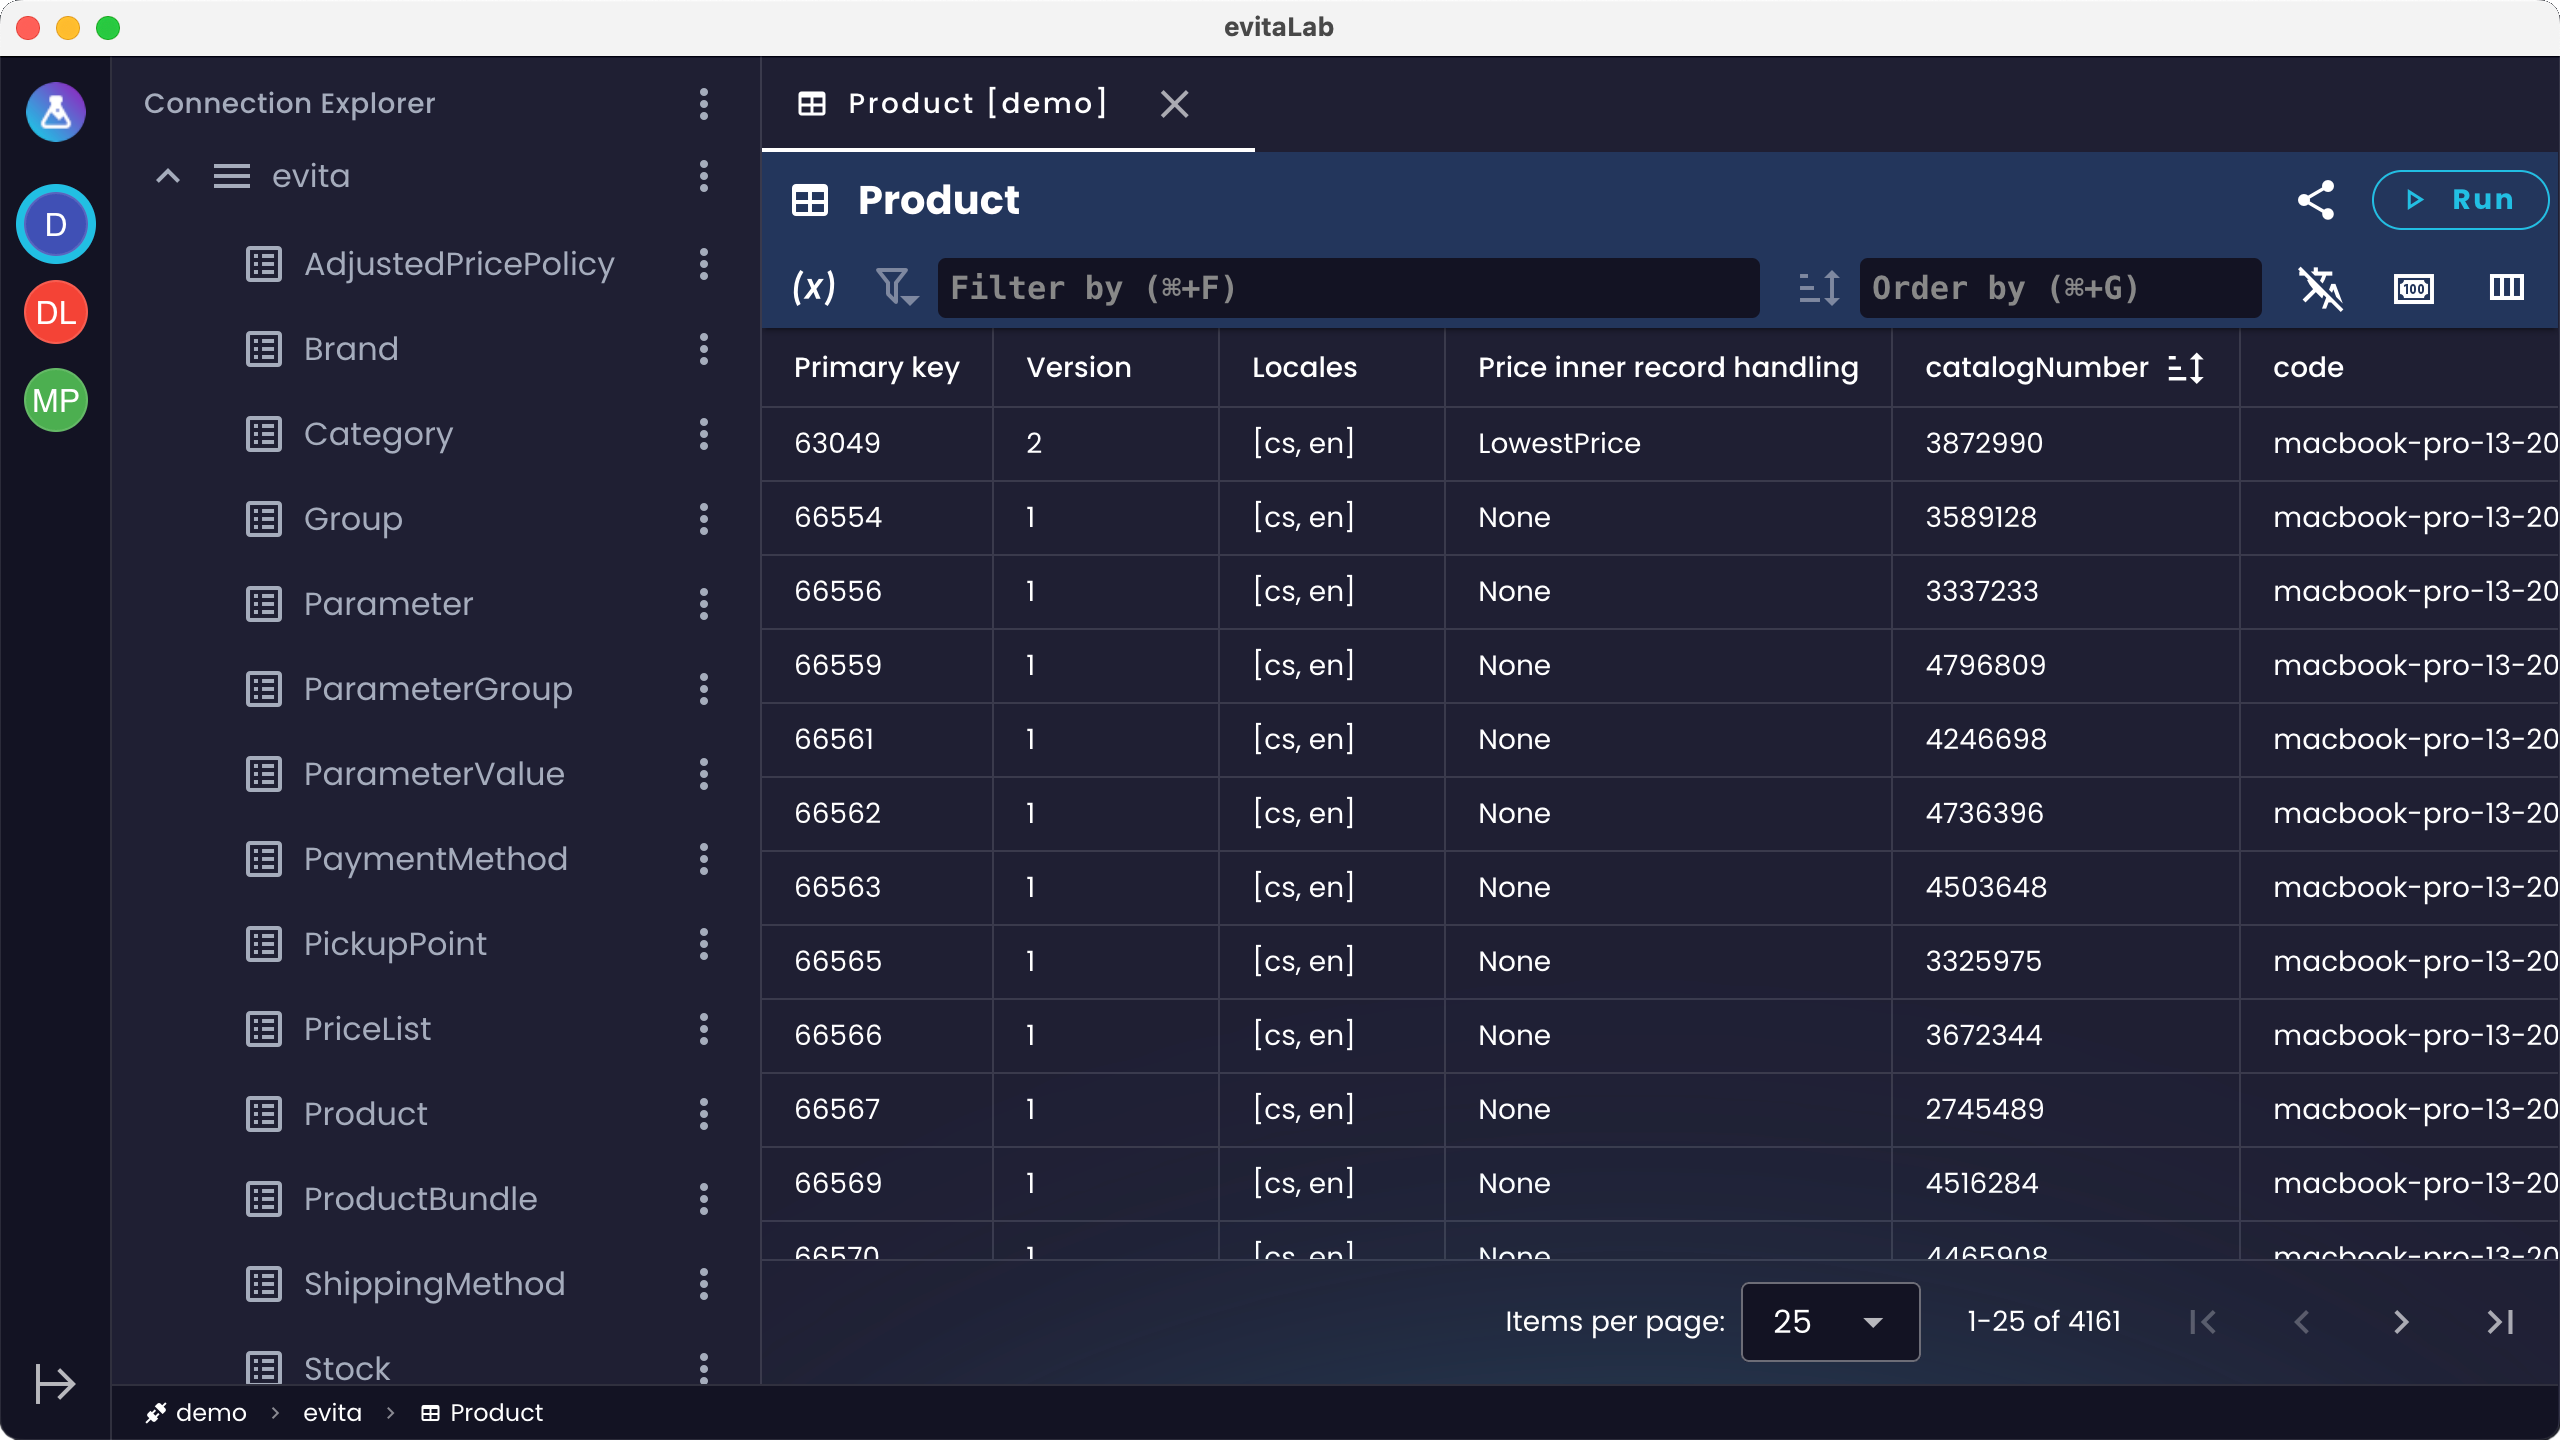 evitaLab
D
DL
MP
Connection Explorer
evita
AdjustedPricePolicy
Brand
Category
Group
Parameter
ParameterGroup
ParameterValue
PaymentMethod
PickupPoint
PriceList
Product
ProductBundle
ShippingMethod
Stock
Product [demo]
Product
Run
(x) Filter by (⌘+F) Order by (⌘+G) 100
Primary key Version Locales Price inner record handling catalogNumber code
63049 2 [cs, en] LowestPrice 3872990 macbook-pro-13-20
66554 1 [cs, en] None 3589128 macbook-pro-13-20
66556 1 [cs, en] None 3337233 macbook-pro-13-20
66559 1 [cs, en] None 4796809 macbook-pro-13-20
66561 1 [cs, en] None 4246698 macbook-pro-13-20
66562 1 [cs, en] None 4736396 macbook-pro-13-20
66563 1 [cs, en] None 4503648 macbook-pro-13-20
66565 1 [cs, en] None 3325975 macbook-pro-13-20
66566 1 [cs, en] None 3672344 macbook-pro-13-20
66567 1 [cs, en] None 2745489 macbook-pro-13-20
66569 1 [cs, en] None 4516284 macbook-pro-13-20
66570 1 [cs, en] None 4465908 macbook-pro-13-20
Items per page: 25 1-25 of 4161
demo › evita › Product